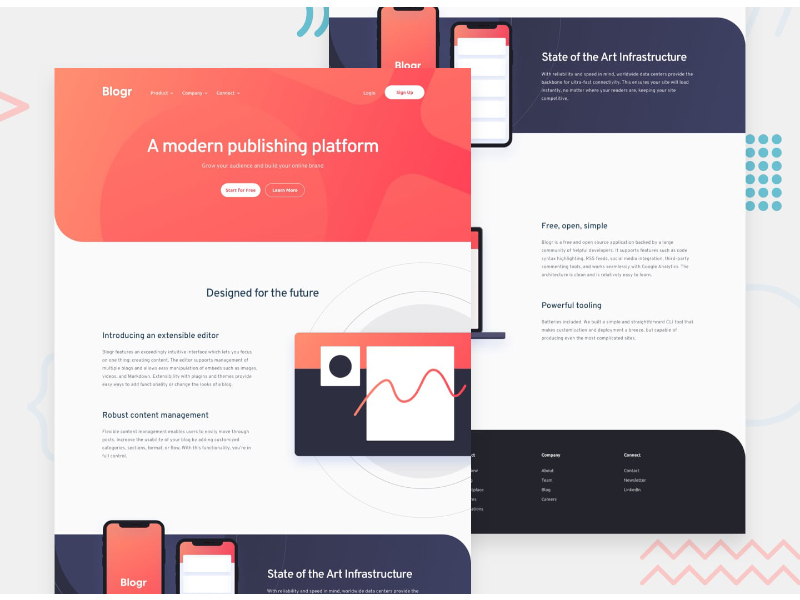 Blogr
Product
Company
Connect
Login
Sign Up
A modern publishing platform
Grow your audience and build your online brand
Start for Free
Learn More
Designed for the future
Introducing an extensible editor
Blogr features an exceedingly intuitive interface which lets you focus
on one thing: creating content. The editor supports management of
multiple blogs and allows easy manipulation of embeds such as images,
videos, and Markdown. Extensibility with plugins and themes provide
easy ways to add functionality or change the looks of a blog.
Robust content management
Flexible content management enables users to easily move through
posts. Increase the usability of your blog by adding customized
categories, sections, format, or flow. With this functionality, you're in
full control.
Blogr
State of the Art Infrastructure
With reliability and speed in mind, worldwide data centers provide the
Blogr
State of the Art Infrastructure
With reliability and speed in mind, worldwide data centers provide the
backbone for ultra-fast connectivity. This ensures your site will load
instantly, no matter where your readers are, keeping your site
competitive.
Free, open, simple
Blogr is a free and open source application backed by a large
community of helpful developers. It supports features such as code
syntax highlighting, RSS feeds, social media integration, third-party
commenting tools, and works seamlessly with Google Analytics. The
architecture is clean and is relatively easy to learn.
Powerful tooling
Batteries included. We built a simple and straightforward CLI tool that
makes customization and deployment a breeze, but capable of
producing even the most complicated sites.
Company
About
Team
Blog
Careers
Connect
Contact
Newsletter
LinkedIn